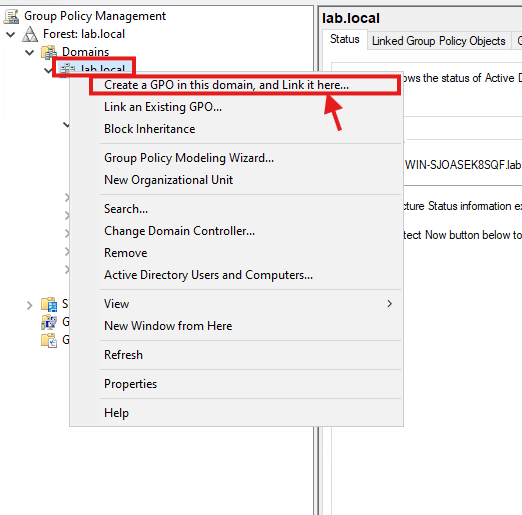 Group Policy Management
Forest: lab.local
Domains
lab.local
Create a GPO in this domain, and Link it here...
Link an Existing GPO...
Block Inheritance
Group Policy Modeling Wizard...
New Organizational Unit
Search...
Change Domain Controller...
Remove
Active Directory Users and Computers...
View
New Window from Here
Refresh
Properties
Help
S
G
G
lab.local
Status
Linked Group Policy Objects
ows the status of Active D
WIN-SJOASEK8SQF.lab
cture Status information ex
tect Now button below to